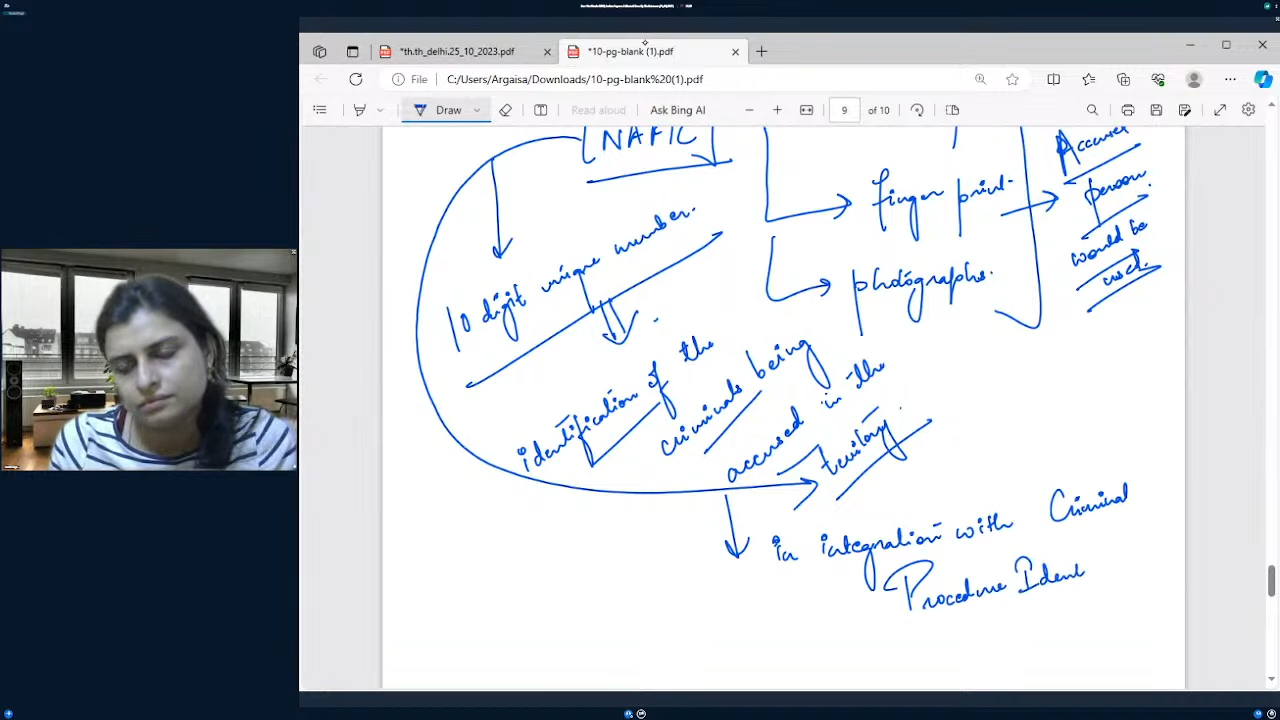 *th.th_delhi.25_10_2023.pdf
*10-pg-blank (1).pdf
File
C:/Users/Argaisa/Downloads/10-pg-blank%20(1).pdf
Draw
Read aloud
Ask Bing AI
9
of 10
[NAFIC]
Accused
person
would be
finger print
photographs.
10 digit unique number.
identification of the
criminals being
accused in the
territory
in integration with Criminal
Procedure Ident